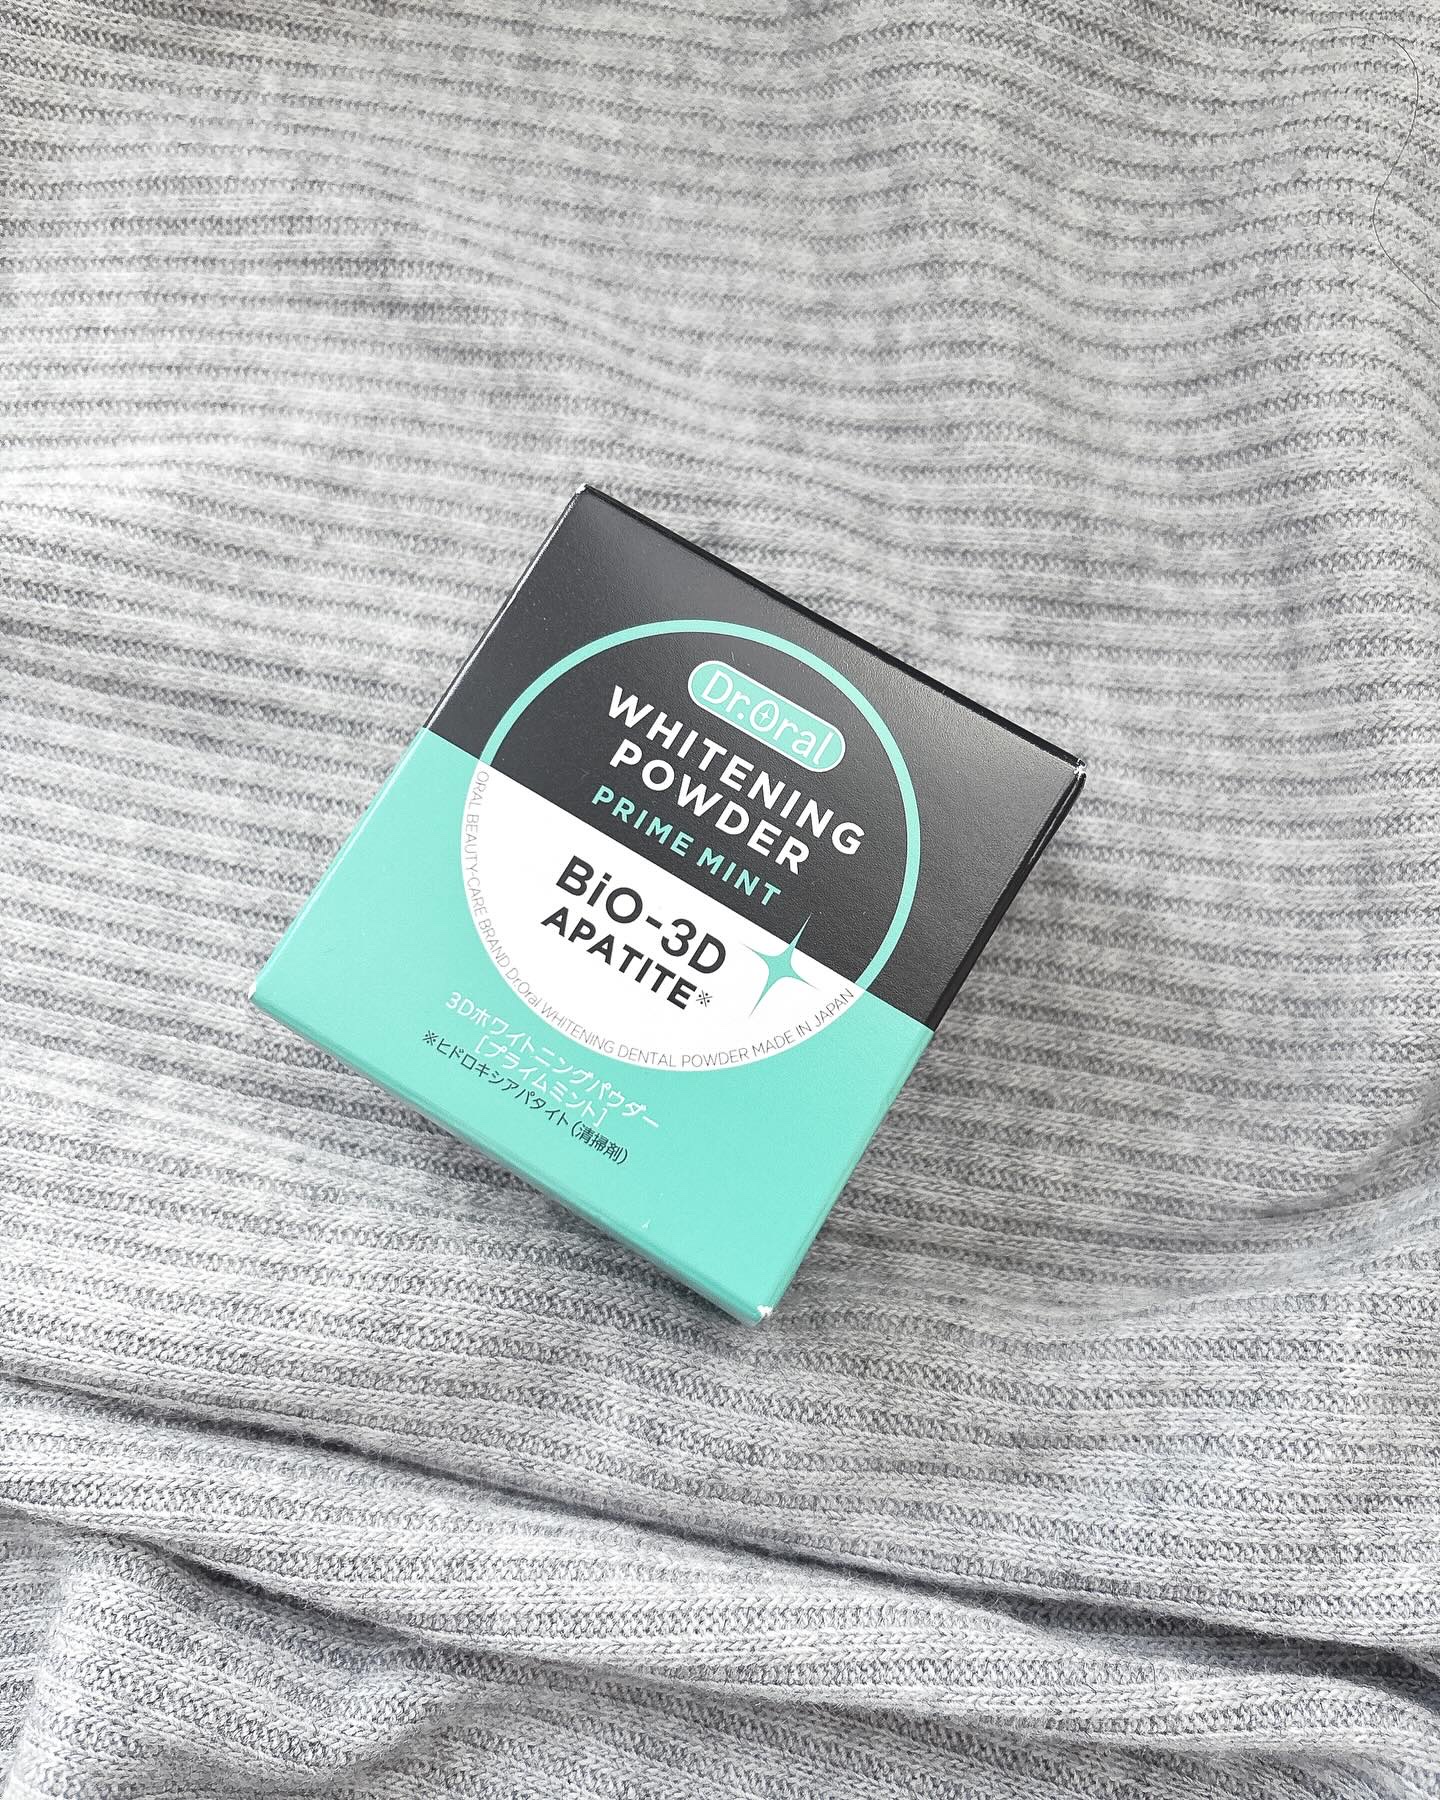 Dr.Oral
WHITENING
POWDER
PRIME MINT
BiO-3D
APATITE※
ORAL BEAUTY-CARE BRAND Dr.Oral WHITENING DENTAL POWDER MADE IN JAPAN
3Dホワイトニングパウダー
[プライムミント]
※ヒドロキシアパタイト(清掃剤)